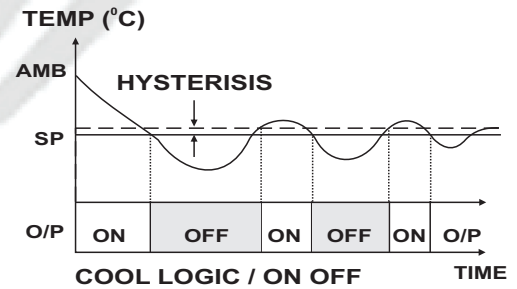 TEMP (°C)
AMB
HYSTERISIS
SP
O/P ON OFF ON OFF ON O/P
COOL LOGIC / ON OFF TIME